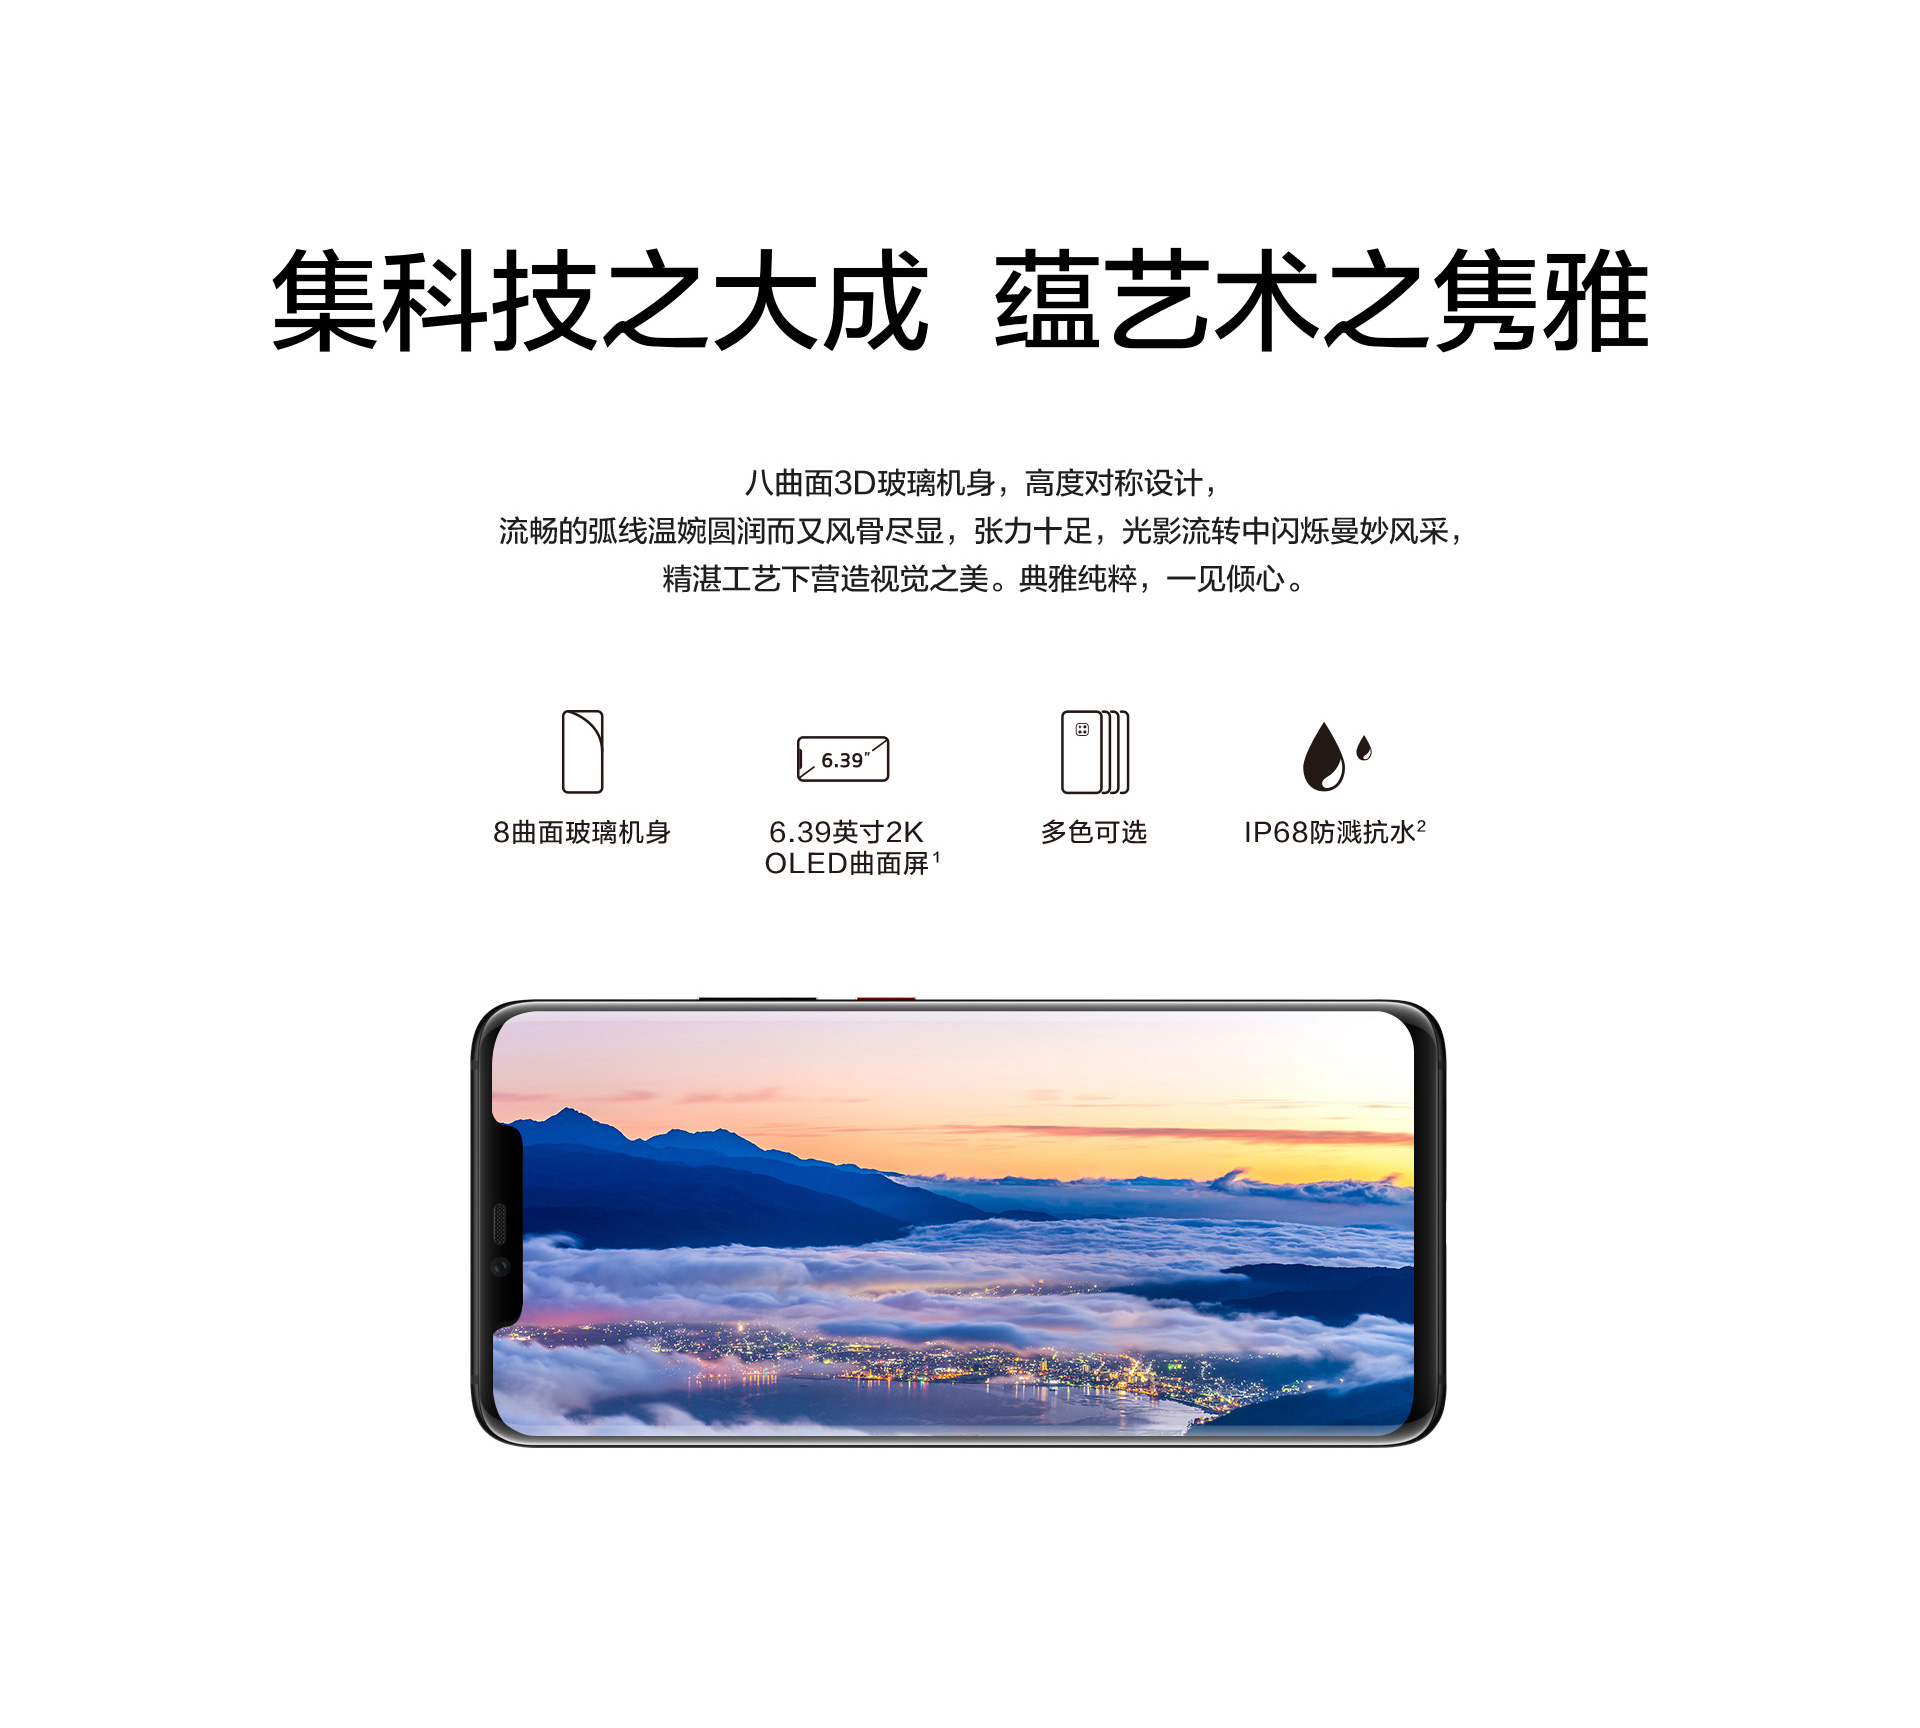 集科技之大成 蕴艺术之隽雅
八曲面3D玻璃机身，高度对称设计，
流畅的弧线温婉圆润而又风骨尽显，张力十足，光影流转中闪烁曼妙风采，
精湛工艺下营造视觉之美。典雅纯粹，一见倾心。
6.39"
8曲面玻璃机身
6.39英寸2K
OLED曲面屏¹
多色可选
IP68防溅抗水²